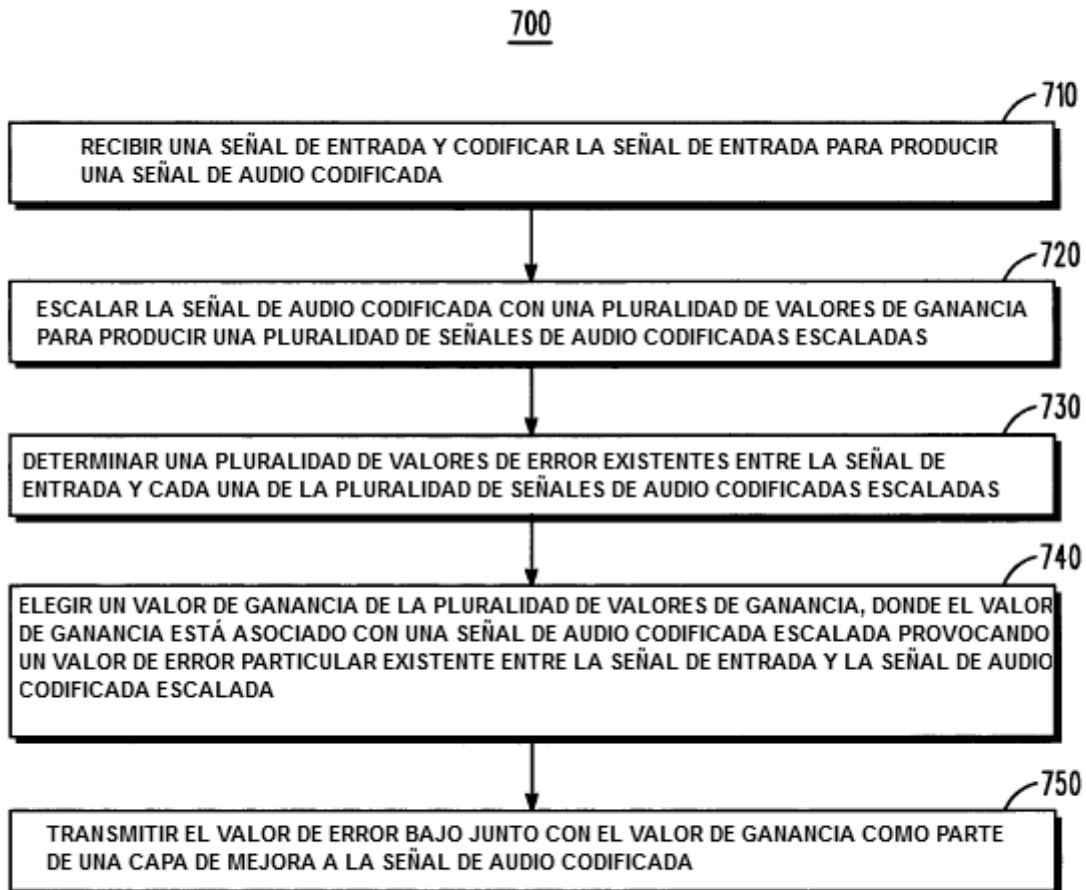 700
710
RECIBIR UNA SEÑAL DE ENTRADA Y CODIFICAR LA SEÑAL DE ENTRADA PARA PRODUCIR
UNA SEÑAL DE AUDIO CODIFICADA
720
ESCALAR LA SEÑAL DE AUDIO CODIFICADA CON UNA PLURALIDAD DE VALORES DE GANANCIA
PARA PRODUCIR UNA PLURALIDAD DE SEÑALES DE AUDIO CODIFICADAS ESCALADAS
730
DETERMINAR UNA PLURALIDAD DE VALORES DE ERROR EXISTENTES ENTRE LA SEÑAL DE
ENTRADA Y CADA UNA DE LA PLURALIDAD DE SEÑALES DE AUDIO CODIFICADAS ESCALADAS
740
ELEGIR UN VALOR DE GANANCIA DE LA PLURALIDAD DE VALORES DE GANANCIA, DONDE EL VALOR
DE GANANCIA ESTÁ ASOCIADO CON UNA SEÑAL DE AUDIO CODIFICADA ESCALADA PROVOCANDO
UN VALOR DE ERROR PARTICULAR EXISTENTE ENTRE LA SEÑAL DE ENTRADA Y LA SEÑAL DE AUDIO
CODIFICADA ESCALADA
750
TRANSMITIR EL VALOR DE ERROR BAJO JUNTO CON EL VALOR DE GANANCIA COMO PARTE
DE UNA CAPA DE MEJORA A LA SEÑAL DE AUDIO CODIFICADA